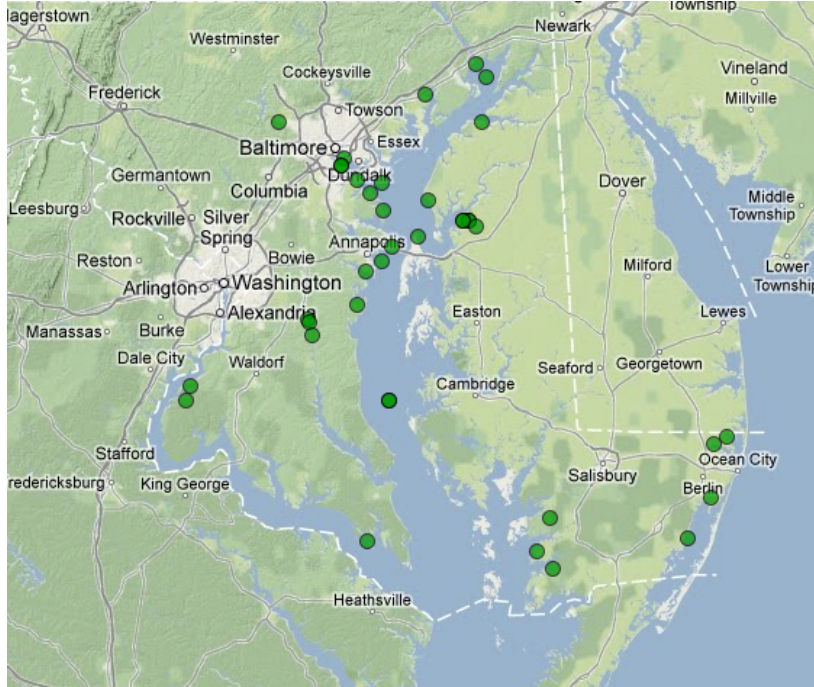 Township
Newark
Westminster
Cockeysville
Vineland
Frederick
Towson
Millville
Baltimore
Essex
Dundalk
Germantown
Columbia
Dover
Leesburg
Rockville
Silver
Spring
Middle
Township
Reston
Bowie
Annapolis
Milford
Lower
Township
Arlington
Washington
Alexandria
Easton
Lewes
Manassas
Burke
Dale City
Waldorf
Seaford
Georgetown
Cambridge
Stafford
Ocean City
Salisbury
Berlin
redericksburg
King George
Heathsville